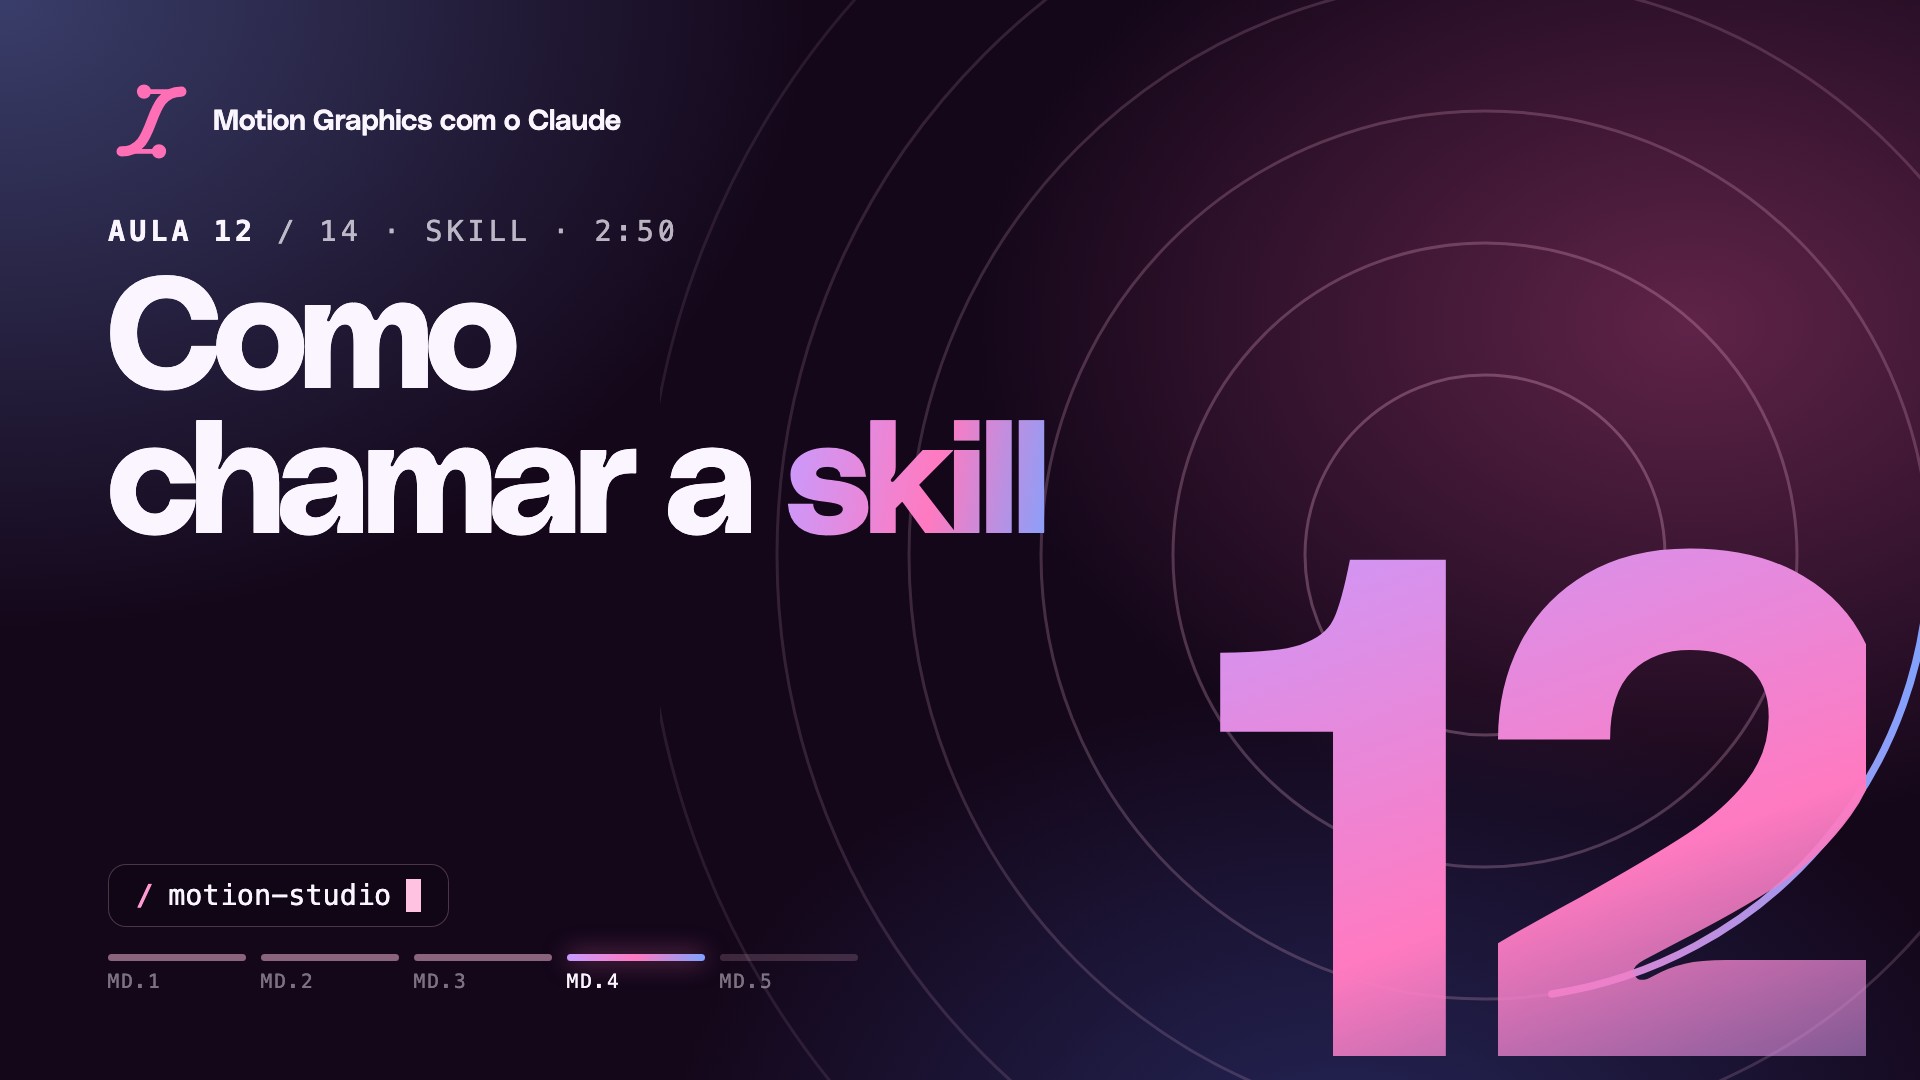 Motion Graphics com o Claude
AULA 12 / 14 · SKILL · 2:50
Como
chamar a skill
12
/ motion-studio
MD.1 MD.2 MD.3 MD.4 MD.5